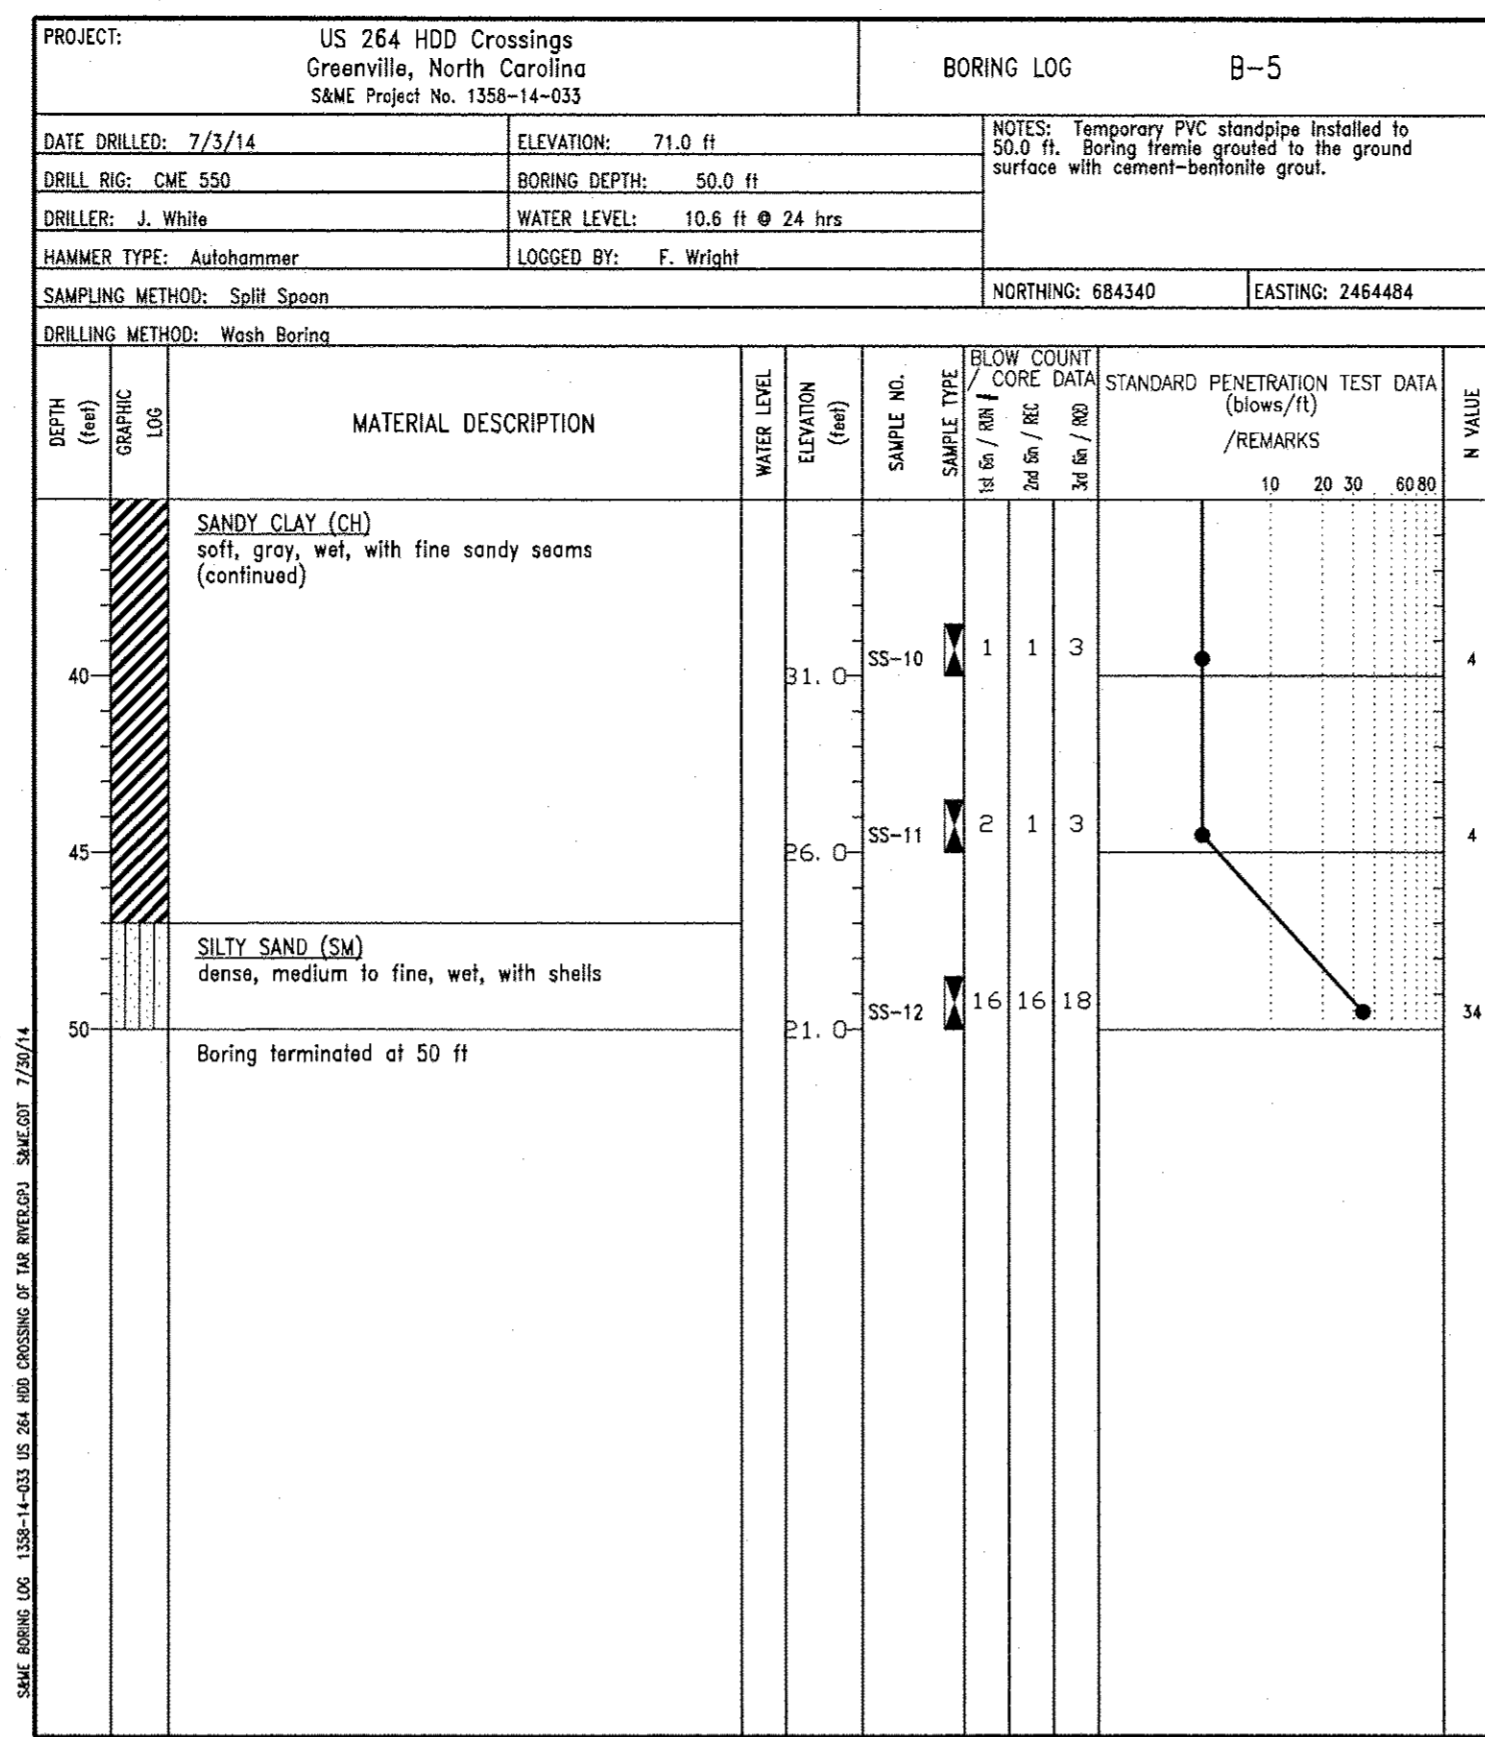 PROJECT: US 264 HDD Crossings
Greenville, North Carolina
S&ME Project No. 1358-14-033
BORING LOG B-5
DATE DRILLED: 7/3/14
ELEVATION: 71.0 ft
NOTES: Temporary PVC standpipe installed to
50.0 ft. Boring tremie grouted to the ground
surface with cement-bentonite grout.
DRILL RIG: CME 550
BORING DEPTH: 50.0 ft
DRILLER: J. White
WATER LEVEL: 10.6 ft @ 24 hrs
HAMMER TYPE: Autohammer
LOGGED BY: F. Wright
SAMPLING METHOD: Split Spoon
NORTHING: 684340
EASTING: 2464484
DRILLING METHOD: Wash Boring
DEPTH
(feet)
GRAPHIC
LOG
MATERIAL DESCRIPTION
WATER LEVEL
ELEVATION
(feet)
SAMPLE NO.
SAMPLE TYPE
BLOW COUNT
/ CORE DATA
1st 6in / RUN #
2nd 6in / REC
3rd 6in / RQD
STANDARD PENETRATION TEST DATA
(blows/ft)
/REMARKS
10 20 30 60 80
N VALUE
SANDY CLAY (CH)
soft, gray, wet, with fine sandy seams
(continued)
40 31.0 SS-10 1 1 3 4
45 26.0 SS-11 2 1 3 4
SILTY SAND (SM)
dense, medium to fine, wet, with shells
50 21.0 SS-12 16 16 18 34
Boring terminated at 50 ft
S&ME BORING LOG 1358-14-033 US 264 HDD CROSSING OF TAR RIVER.GPJ S&ME.GDT 7/30/14